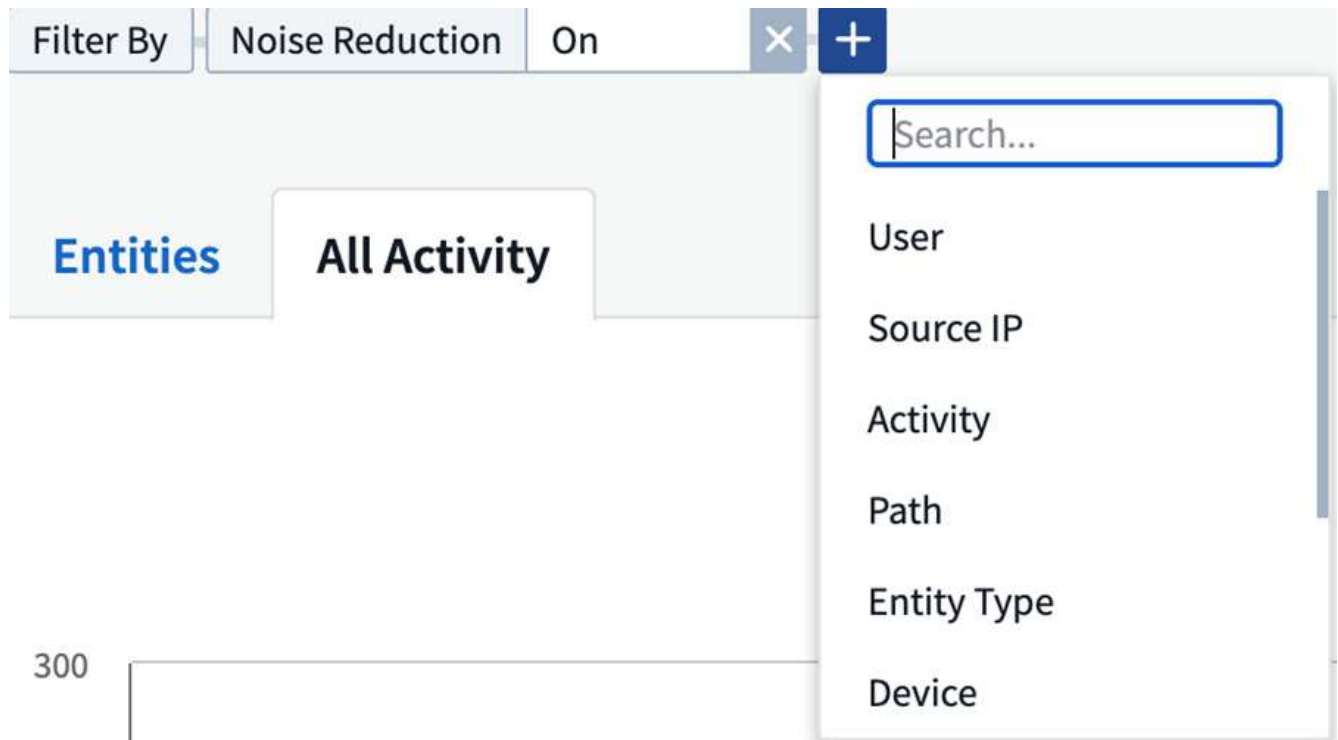 Filter By Noise Reduction On × +
Search...
User
Entities All Activity
Source IP
Activity
Path
Entity Type
300
Device